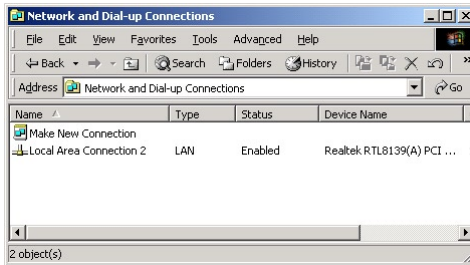 Network and Dial-up Connections
File Edit View Favorites Tools Advanced Help
Back Search Folders History »
Address Network and Dial-up Connections Go
Name Type Status Device Name
Make New Connection
Local Area Connection 2 LAN Enabled Realtek RTL8139(A) PCI ...
2 object(s)